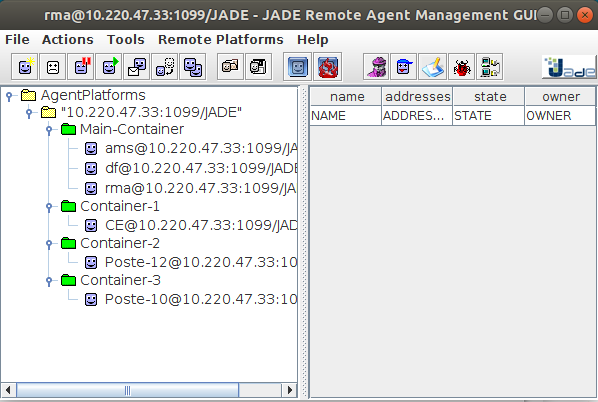 rma@10.220.47.33:1099/JADE - JADE Remote Agent Management GUI
File Actions Tools Remote Platforms Help
Jade
AgentPlatforms
"10.220.47.33:1099/JADE"
Main-Container
ams@10.220.47.33:1099/JA
df@10.220.47.33:1099/JADE
rma@10.220.47.33:1099/JA
Container-1
CE@10.220.47.33:1099/JAD
Container-2
Poste-12@10.220.47.33:10
Container-3
Poste-10@10.220.47.33:10
name addresses state owner
NAME ADDRES... STATE OWNER